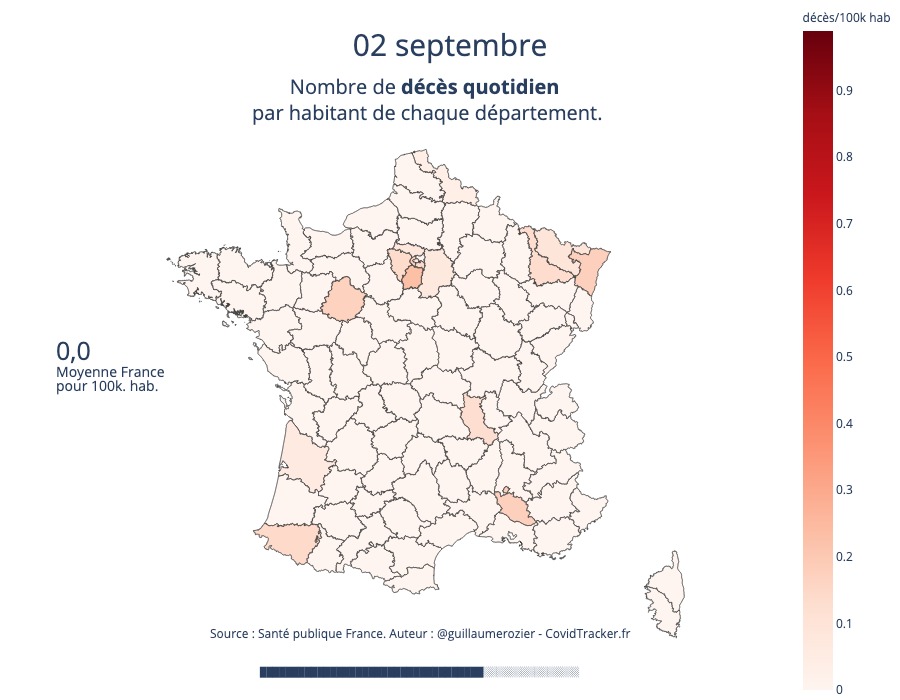 décès/100k hab
02 septembre
Nombre de décès quotidien
par habitant de chaque département.
0.9
0.8
0.7
0.6
0.5
0.4
0.3
0.2
0.1
0
0,0
Moyenne France
pour 100k. hab.
Source : Santé publique France. Auteur : @guillaumerozier - CovidTracker.fr